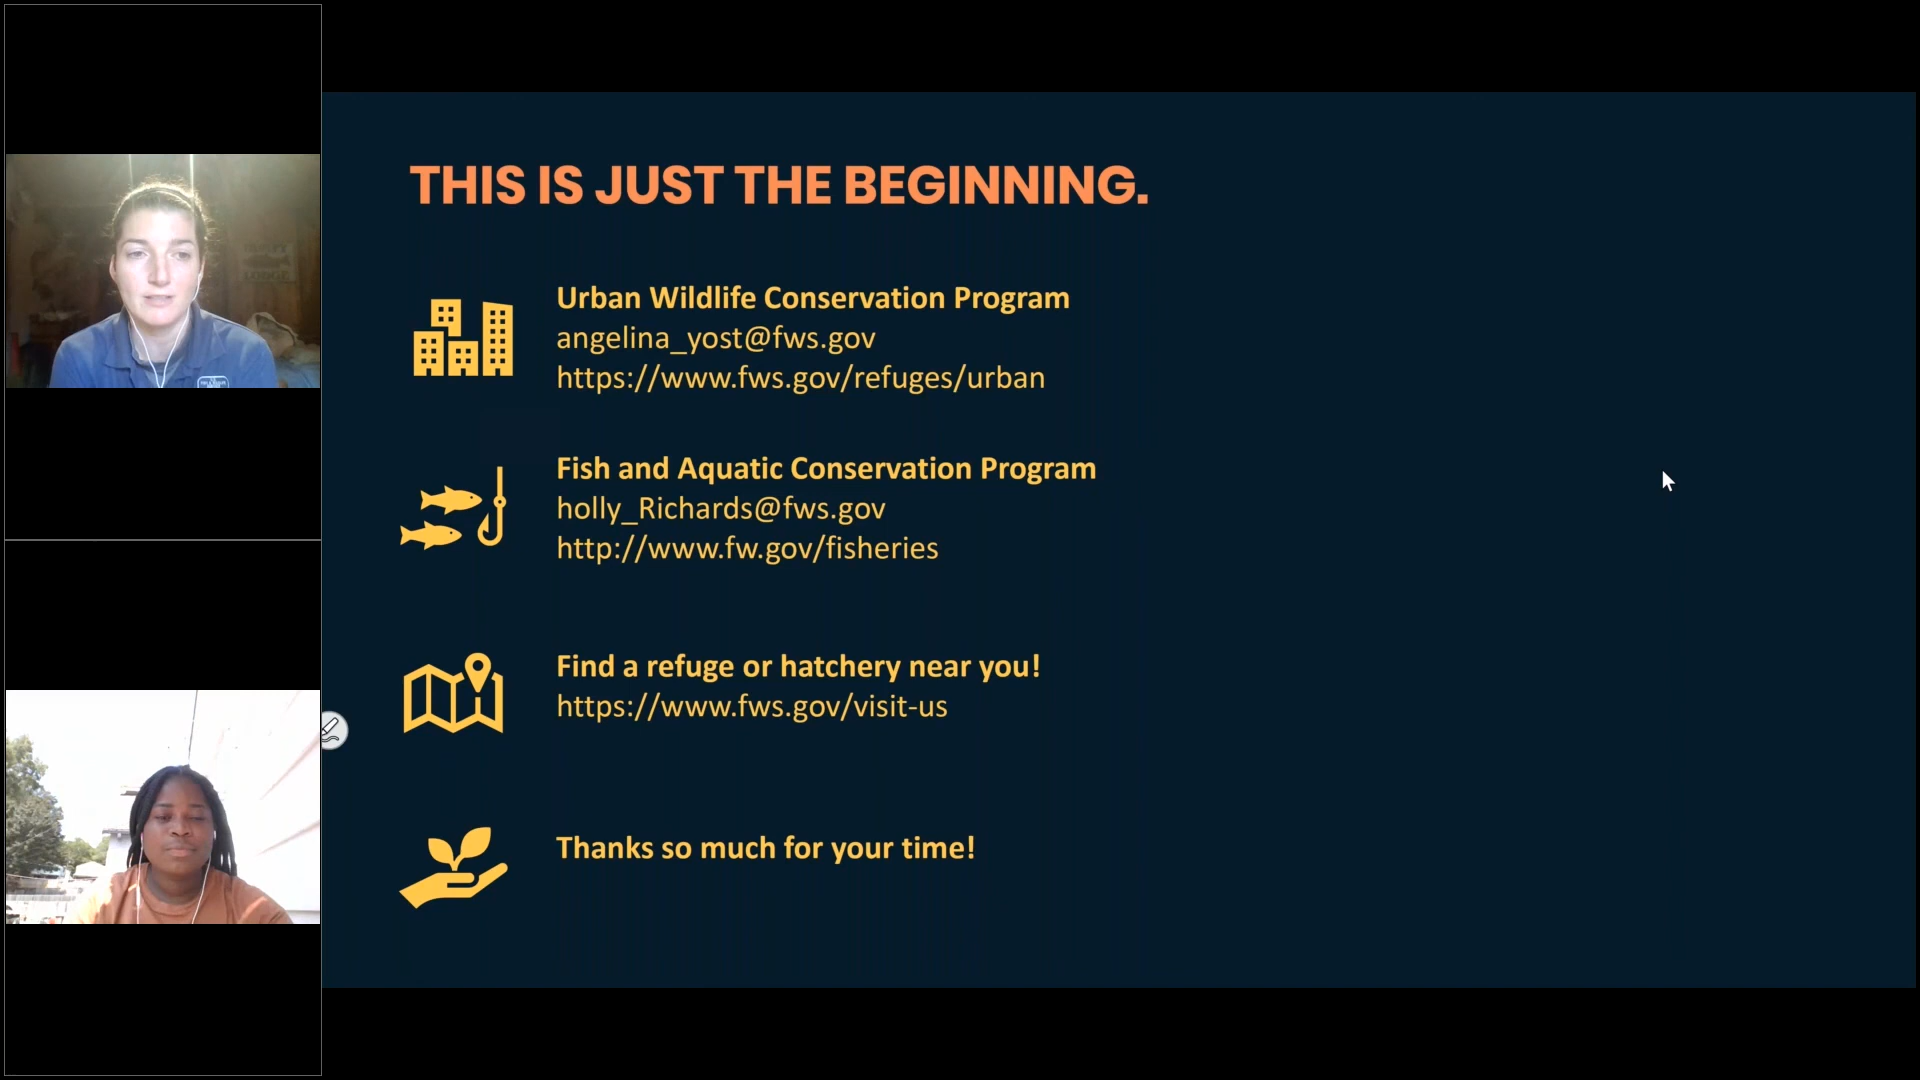 THIS IS JUST THE BEGINNING.
Urban Wildlife Conservation Program
angelina_yost@fws.gov
https://www.fws.gov/refuges/urban
Fish and Aquatic Conservation Program
holly_Richards@fws.gov
http://www.fw.gov/fisheries
Find a refuge or hatchery near you!
https://www.fws.gov/visit-us
Thanks so much for your time!